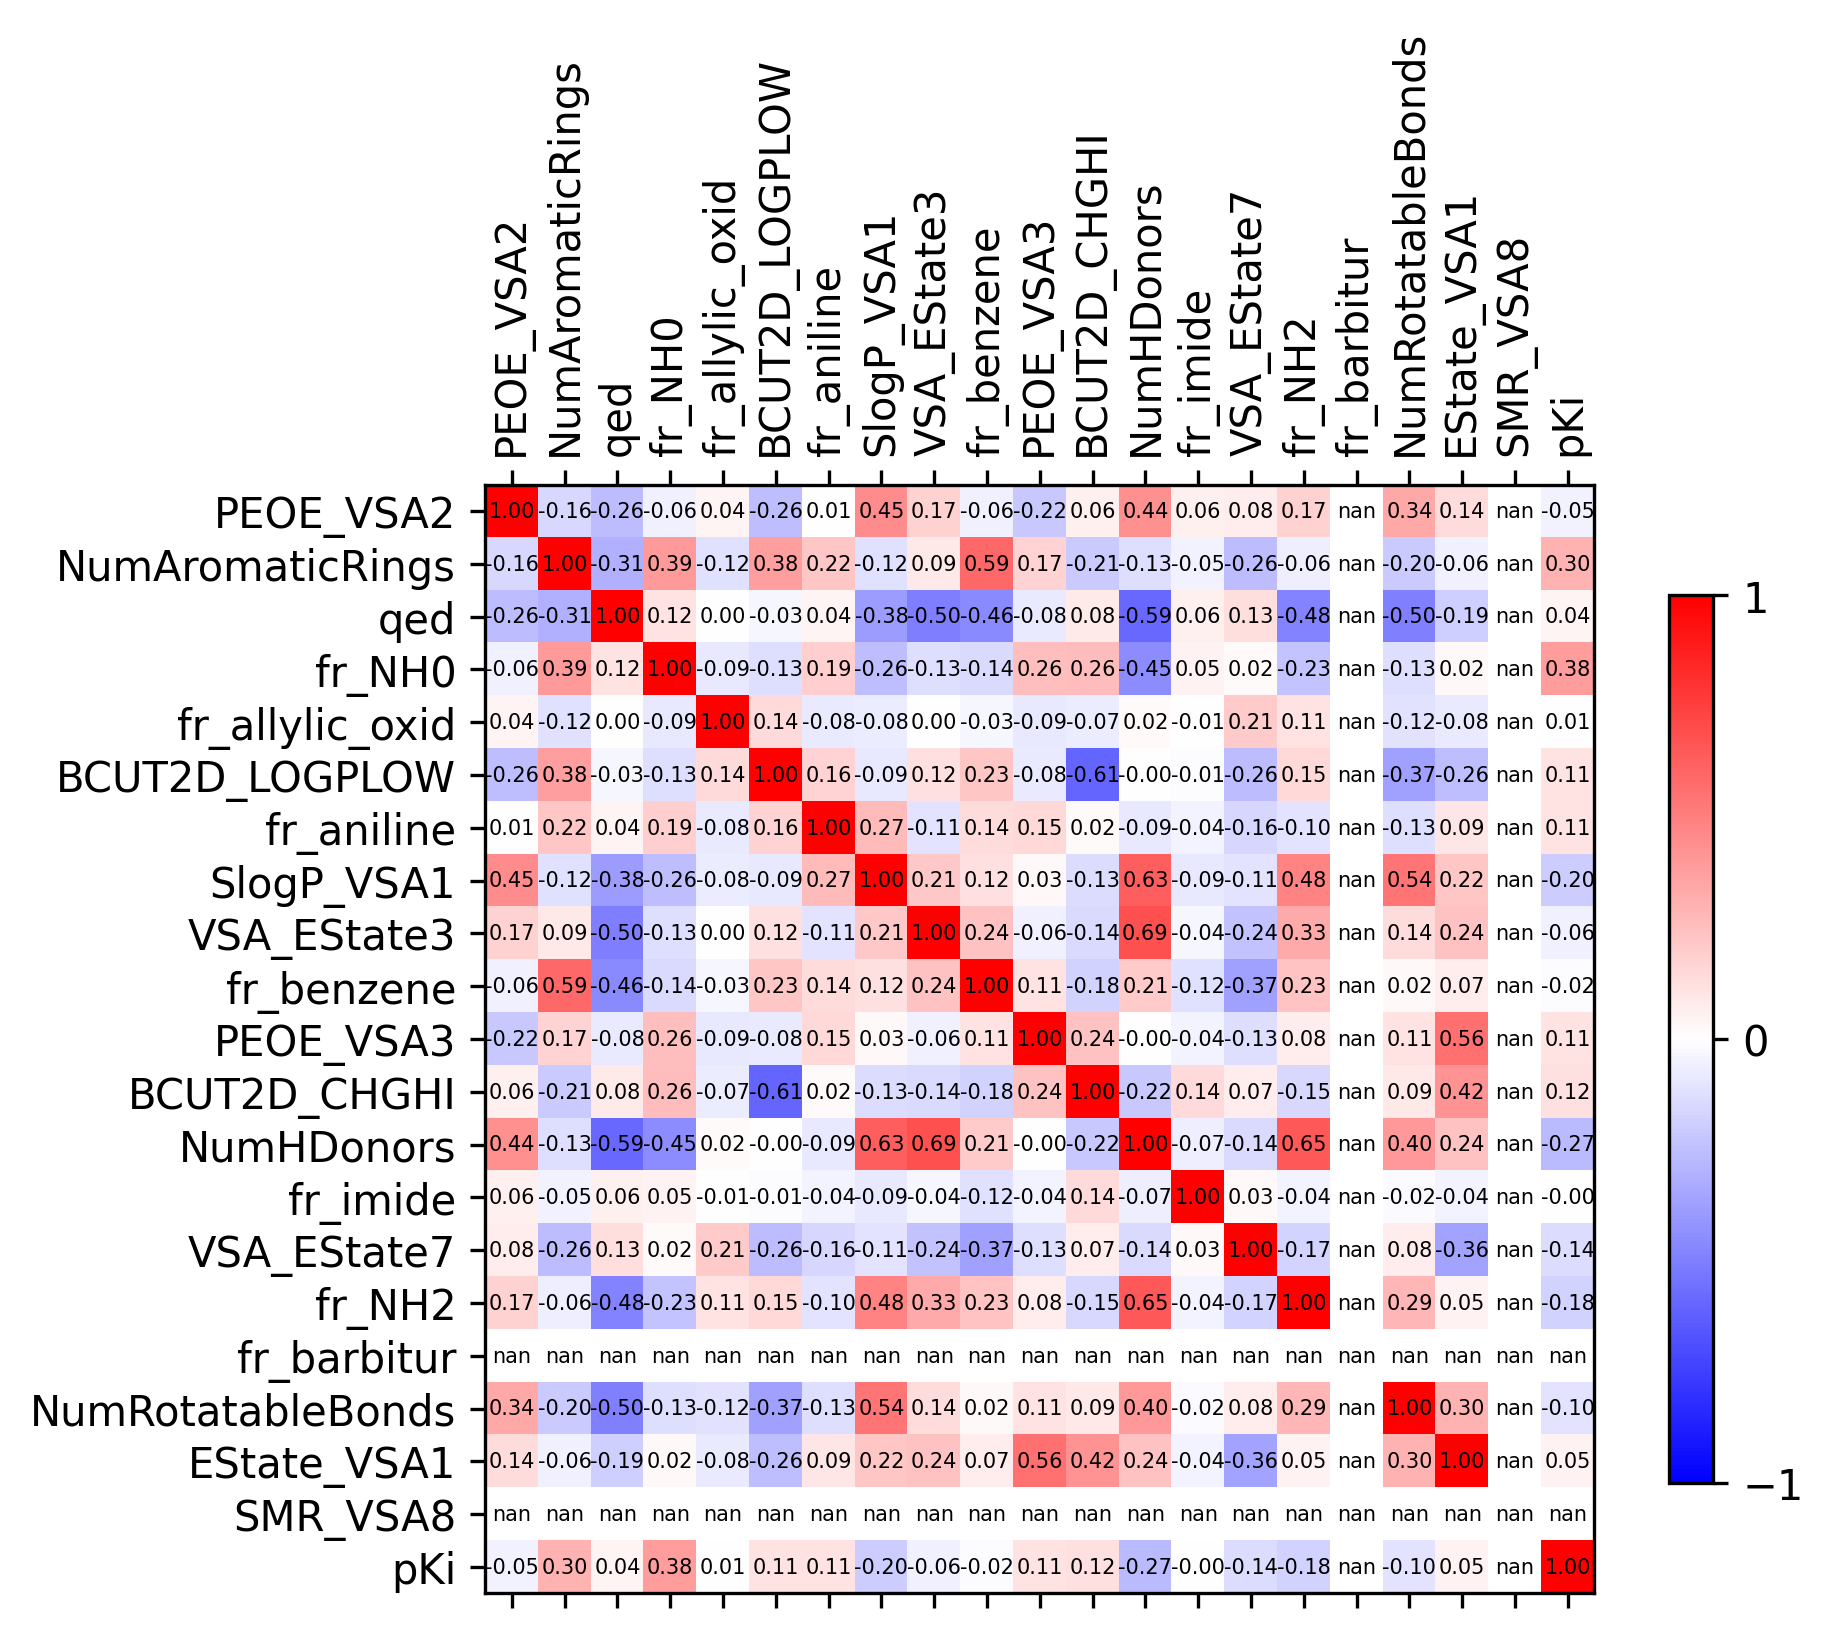 PEOE_VSA2 NumAromaticRings qed fr_NH0 fr_allylic_oxid BCUT2D_LOGPLOW fr_aniline SlogP_VSA1 VSA_EState3 fr_benzene PEOE_VSA3 BCUT2D_CHGHI NumHDonors fr_imide VSA_EState7 fr_NH2 fr_barbitur NumRotatableBonds EState_VSA1 SMR_VSA8 pKi
PEOE_VSA2 1.00 -0.16 -0.26 -0.06 0.04 -0.26 0.01 0.45 0.17 -0.06 -0.22 0.06 0.44 0.06 0.08 0.17 nan 0.34 0.14 nan -0.05
NumAromaticRings -0.16 1.00 -0.31 0.39 -0.12 0.38 0.22 -0.12 0.09 0.59 0.17 -0.21 -0.13 -0.05 -0.26 -0.06 nan -0.20 -0.06 nan 0.30
qed -0.26 -0.31 1.00 0.12 0.00 -0.03 0.04 -0.38 -0.50 -0.46 -0.08 0.08 -0.59 0.06 0.13 -0.48 nan -0.50 -0.19 nan 0.04
fr_NH0 -0.06 0.39 0.12 1.00 -0.09 -0.13 0.19 -0.26 -0.13 -0.14 0.26 0.26 -0.45 0.05 0.02 -0.23 nan -0.13 0.02 nan 0.38
fr_allylic_oxid 0.04 -0.12 0.00 -0.09 1.00 0.14 -0.08 -0.08 0.00 -0.03 -0.09 -0.07 0.02 -0.01 0.21 0.11 nan -0.12 -0.08 nan 0.01
BCUT2D_LOGPLOW -0.26 0.38 -0.03 -0.13 0.14 1.00 0.16 -0.09 0.12 0.23 -0.08 -0.61 -0.00 -0.01 -0.26 0.15 nan -0.37 -0.26 nan 0.11
fr_aniline 0.01 0.22 0.04 0.19 -0.08 0.16 1.00 0.27 -0.11 0.14 0.15 0.02 -0.09 -0.04 -0.16 -0.10 nan -0.13 0.09 nan 0.11
SlogP_VSA1 0.45 -0.12 -0.38 -0.26 -0.08 -0.09 0.27 1.00 0.21 0.12 0.03 -0.13 0.63 -0.09 -0.11 0.48 nan 0.54 0.22 nan -0.20
VSA_EState3 0.17 0.09 -0.50 -0.13 0.00 0.12 -0.11 0.21 1.00 0.24 -0.06 -0.14 0.69 -0.04 -0.24 0.33 nan 0.14 0.24 nan -0.06
fr_benzene -0.06 0.59 -0.46 -0.14 -0.03 0.23 0.14 0.12 0.24 1.00 0.11 -0.18 0.21 -0.12 -0.37 0.23 nan 0.02 0.07 nan -0.02
PEOE_VSA3 -0.22 0.17 -0.08 0.26 -0.09 -0.08 0.15 0.03 -0.06 0.11 1.00 0.24 -0.00 -0.04 -0.13 0.08 nan 0.11 0.56 nan 0.11
BCUT2D_CHGHI 0.06 -0.21 0.08 0.26 -0.07 -0.61 0.02 -0.13 -0.14 -0.18 0.24 1.00 -0.22 0.14 0.07 -0.15 nan 0.09 0.42 nan 0.12
NumHDonors 0.44 -0.13 -0.59 -0.45 0.02 -0.00 -0.09 0.63 0.69 0.21 -0.00 -0.22 1.00 -0.07 -0.14 0.65 nan 0.40 0.24 nan -0.27
fr_imide 0.06 -0.05 0.06 0.05 -0.01 -0.01 -0.04 -0.09 -0.04 -0.12 -0.04 0.14 -0.07 1.00 0.03 -0.04 nan -0.02 -0.04 nan -0.00
VSA_EState7 0.08 -0.26 0.13 0.02 0.21 -0.26 -0.16 -0.11 -0.24 -0.37 -0.13 0.07 -0.14 0.03 1.00 -0.17 nan 0.08 -0.36 nan -0.14
fr_NH2 0.17 -0.06 -0.48 -0.23 0.11 0.15 -0.10 0.48 0.33 0.23 0.08 -0.15 0.65 -0.04 -0.17 1.00 nan 0.29 0.05 nan -0.18
fr_barbitur nan nan nan nan nan nan nan nan nan nan nan nan nan nan nan nan nan nan nan nan nan
NumRotatableBonds 0.34 -0.20 -0.50 -0.13 -0.12 -0.37 -0.13 0.54 0.14 0.02 0.11 0.09 0.40 -0.02 0.08 0.29 nan 1.00 0.30 nan -0.10
EState_VSA1 0.14 -0.06 -0.19 0.02 -0.08 -0.26 0.09 0.22 0.24 0.07 0.56 0.42 0.24 -0.04 -0.36 0.05 nan 0.30 1.00 nan 0.05
SMR_VSA8 nan nan nan nan nan nan nan nan nan nan nan nan nan nan nan nan nan nan nan nan nan
pKi -0.05 0.30 0.04 0.38 0.01 0.11 0.11 -0.20 -0.06 -0.02 0.11 0.12 -0.27 -0.00 -0.14 -0.18 nan -0.10 0.05 nan 1.00
1
0
−1